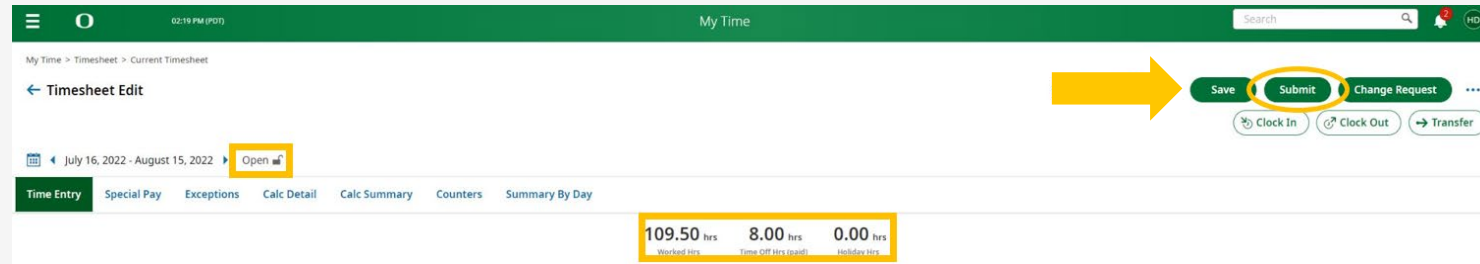 O 02:19 PM (PDT) My Time Search 2 HD
My Time > Timesheet > Current Timesheet
← Timesheet Edit Save Submit Change Request ...
Clock In Clock Out Transfer
July 16, 2022 - August 15, 2022 Open
Time Entry Special Pay Exceptions Calc Detail Calc Summary Counters Summary By Day
109.50 hrs 8.00 hrs 0.00 hrs
Worked Hrs Time Off Hrs (paid) Holiday Hrs